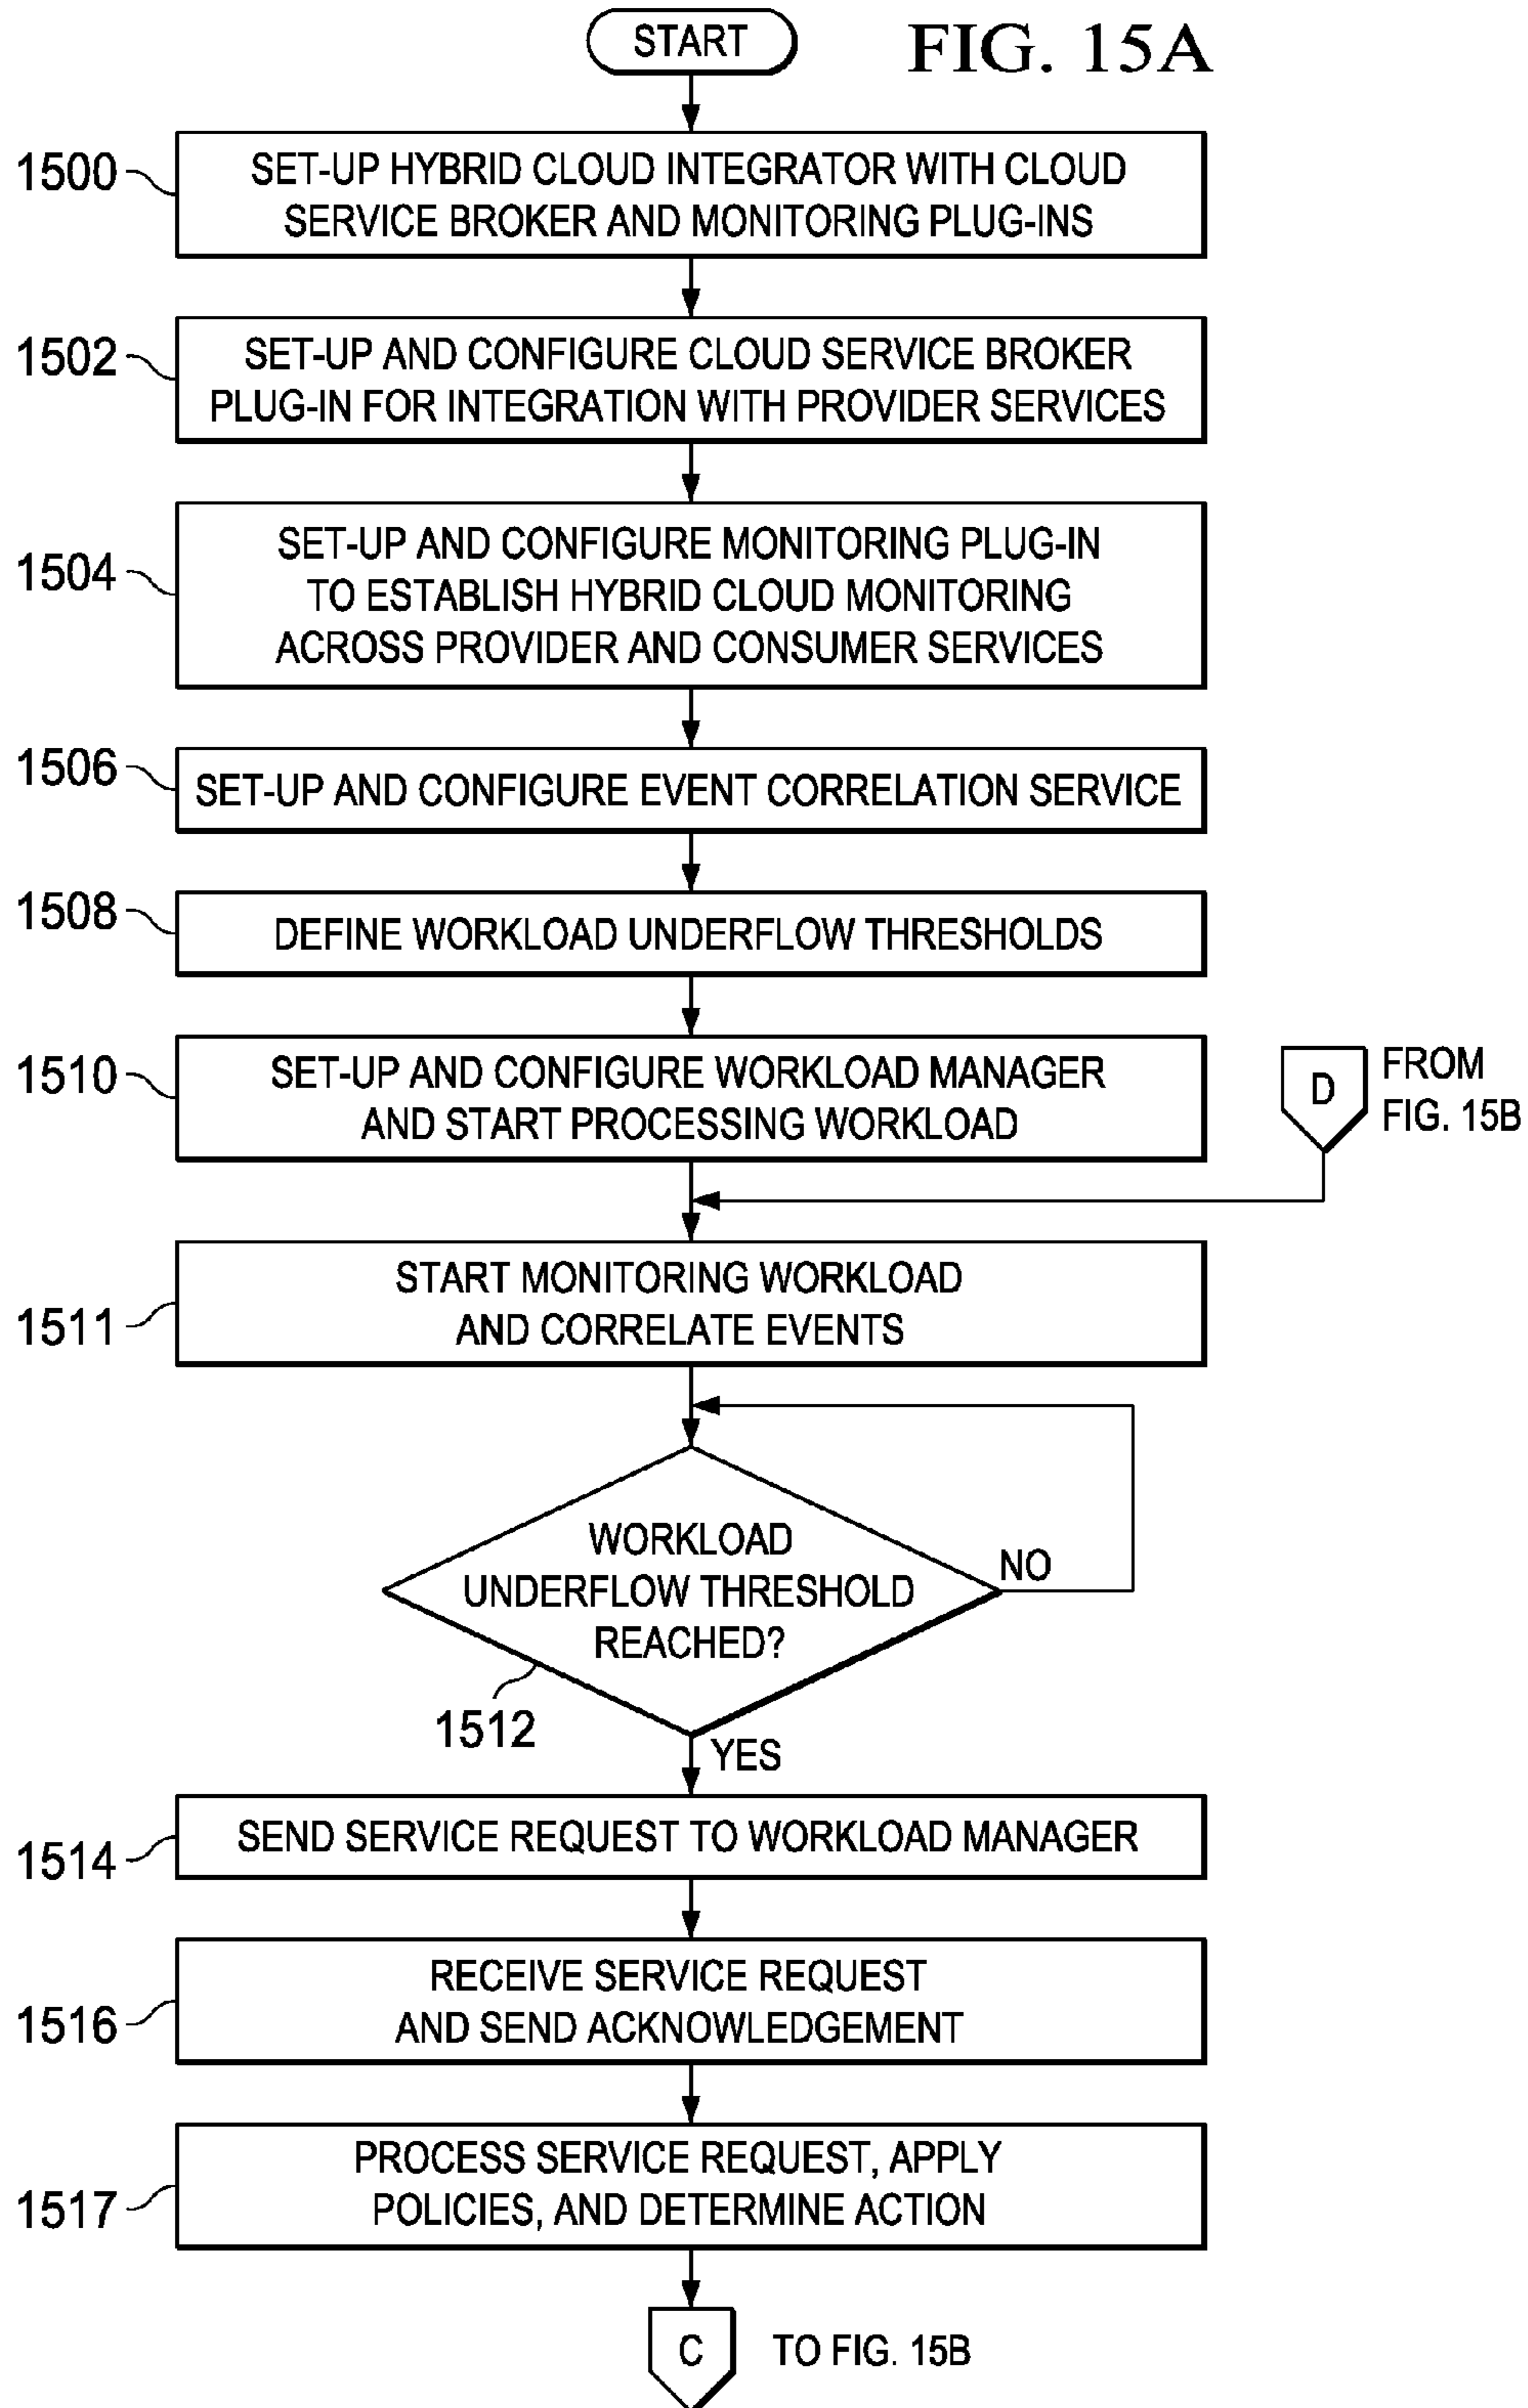 START
FIG. 15A
1500
SET-UP HYBRID CLOUD INTEGRATOR WITH CLOUD
SERVICE BROKER AND MONITORING PLUG-INS
1502
SET-UP AND CONFIGURE CLOUD SERVICE BROKER
PLUG-IN FOR INTEGRATION WITH PROVIDER SERVICES
1504
SET-UP AND CONFIGURE MONITORING PLUG-IN
TO ESTABLISH HYBRID CLOUD MONITORING
ACROSS PROVIDER AND CONSUMER SERVICES
1506
SET-UP AND CONFIGURE EVENT CORRELATION SERVICE
1508
DEFINE WORKLOAD UNDERFLOW THRESHOLDS
1510
SET-UP AND CONFIGURE WORKLOAD MANAGER
AND START PROCESSING WORKLOAD
D
FROM
FIG. 15B
1511
START MONITORING WORKLOAD
AND CORRELATE EVENTS
WORKLOAD
UNDERFLOW THRESHOLD
REACHED?
NO
1512
YES
1514
SEND SERVICE REQUEST TO WORKLOAD MANAGER
1516
RECEIVE SERVICE REQUEST
AND SEND ACKNOWLEDGEMENT
1517
PROCESS SERVICE REQUEST, APPLY
POLICIES, AND DETERMINE ACTION
C
TO FIG. 15B